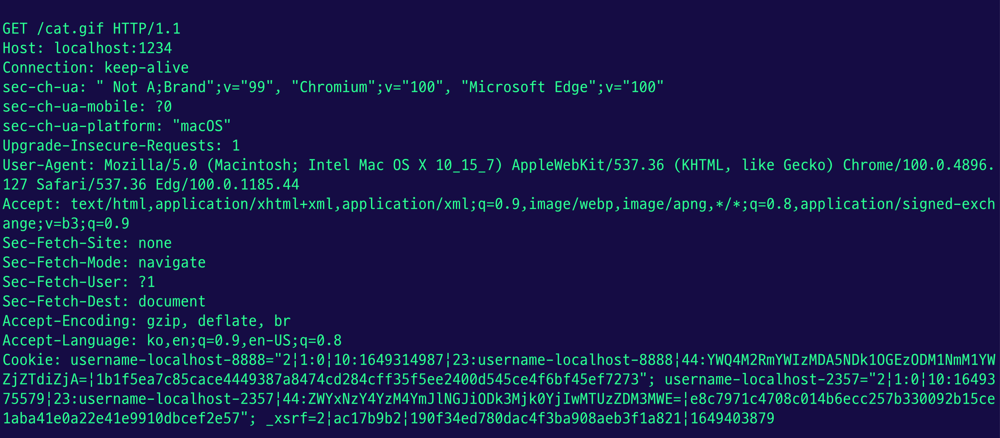 GET /cat.gif HTTP/1.1
Host: localhost:1234
Connection: keep-alive
sec-ch-ua: " Not A;Brand";v="99", "Chromium";v="100", "Microsoft Edge";v="100"
sec-ch-ua-mobile: ?0
sec-ch-ua-platform: "macOS"
Upgrade-Insecure-Requests: 1
User-Agent: Mozilla/5.0 (Macintosh; Intel Mac OS X 10_15_7) AppleWebKit/537.36 (KHTML, like Gecko) Chrome/100.0.4896.
127 Safari/537.36 Edg/100.0.1185.44
Accept: text/html,application/xhtml+xml,application/xml;q=0.9,image/webp,image/apng,*/*;q=0.8,application/signed-exch
ange;v=b3;q=0.9
Sec-Fetch-Site: none
Sec-Fetch-Mode: navigate
Sec-Fetch-User: ?1
Sec-Fetch-Dest: document
Accept-Encoding: gzip, deflate, br
Accept-Language: ko,en;q=0.9,en-US;q=0.8
Cookie: username-localhost-8888="2|1:0|10:1649314987|23:username-localhost-8888|44:YWQ4M2RmYWIzMDA5NDk1OGEzODM1NmM1YW
ZjZTdiZjA=|1b1f5ea7c85cace4449387a8474cd284cff35f5ee2400d545ce4f6bf45ef7273"; username-localhost-2357="2|1:0|10:16493
75579|23:username-localhost-2357|44:ZWYxNzY4YzM4YmJlNGJiODk3Mjk0YjIwMTUzZDM3MWE=|e8c7971c4708c014b6ecc257b330092b15ce
1aba41e0a22e41e9910dbcef2e57"; _xsrf=2|ac17b9b2|190f34ed780dac4f3ba908aeb3f1a821|1649403879